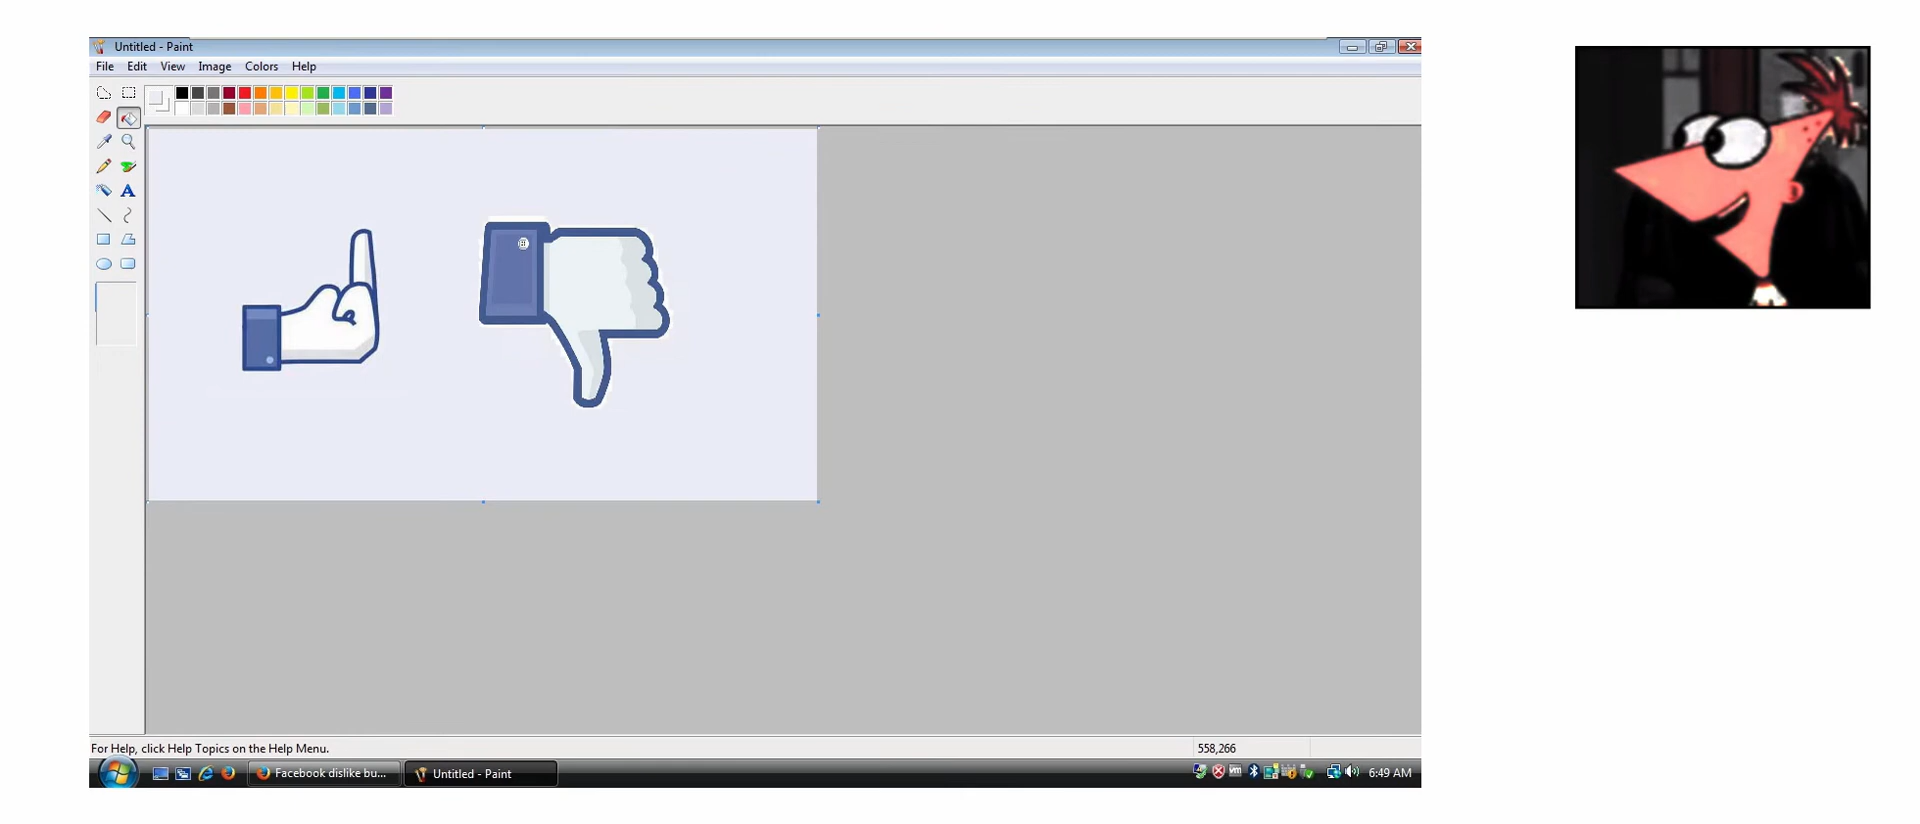 Untitled - Paint
File Edit View Image Colors Help
A
For Help, click Help Topics on the Help Menu.
558,266
Facebook dislike bu...
Untitled - Paint
6:49 AM